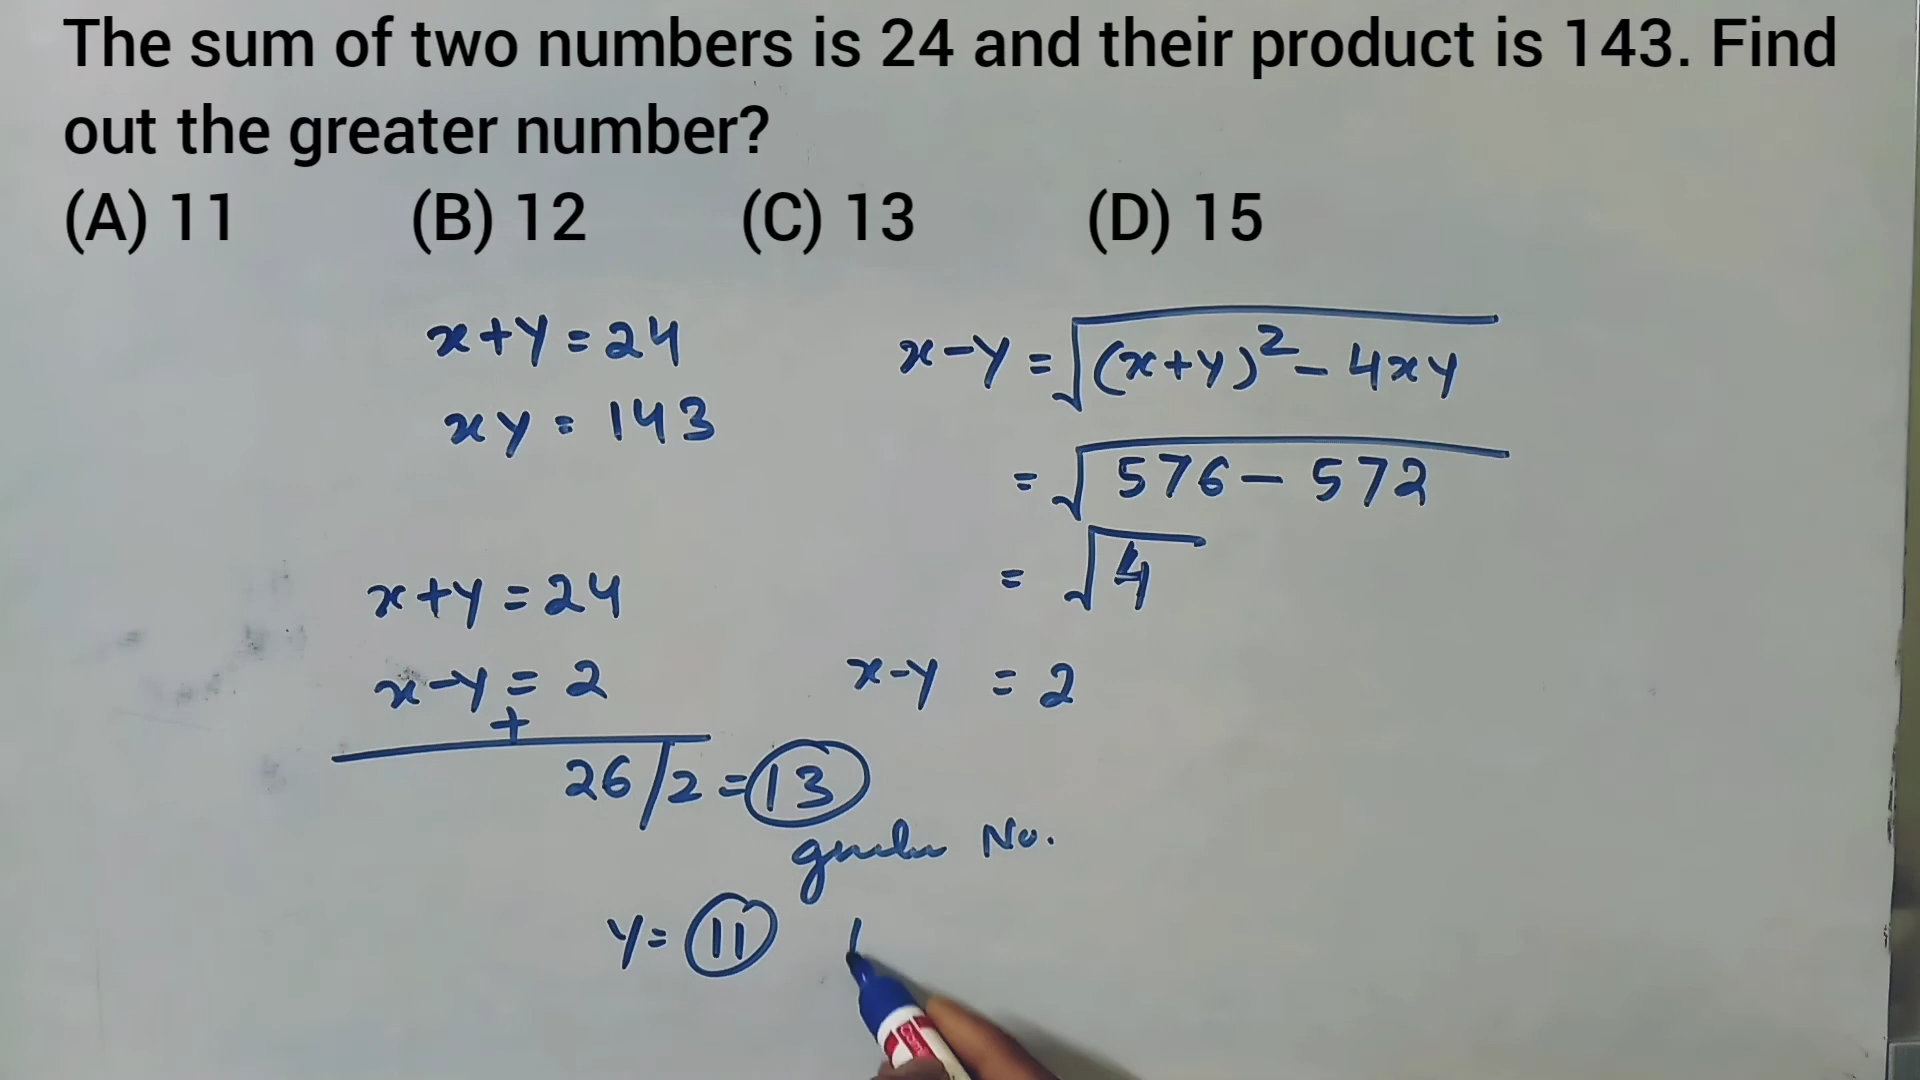 The sum of two numbers is 24 and their product is 143. Find
out the greater number?
(A) 11 (B) 12 (C) 13 (D) 15
x+y=24
xy = 143
x-y = √(x+y)² - 4xy
= √576 - 572
= √4
x-y = 2
x+y = 24
x-y = 2
+
26/2 = 13
No.
y= 11